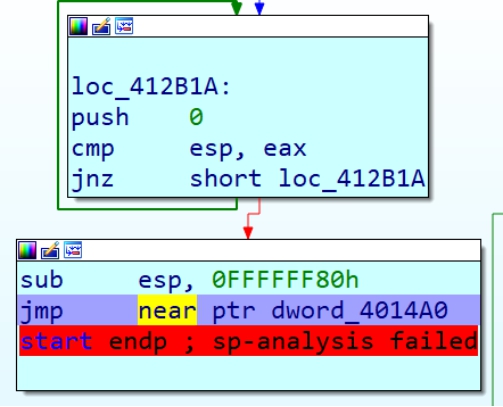 loc_412B1A:
push 0
cmp esp, eax
jnz short loc_412B1A
sub esp, 0FFFFFF80h
jmp near ptr dword_4014A0
start endp ; sp-analysis failed